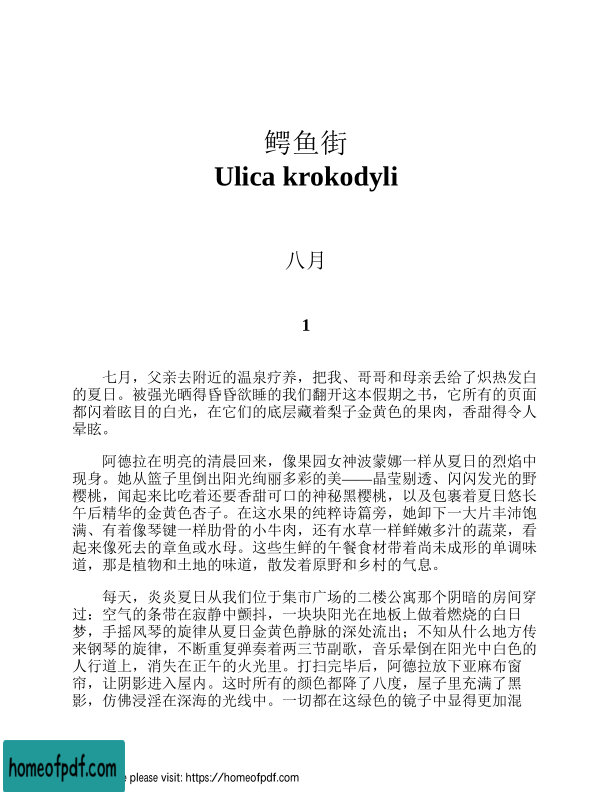 鳄鱼街
Ulica krokodyli
八月
1
七月，父亲去附近的温泉疗养，把我、哥哥和母亲丢给了炽热发白
的夏日。被强光晒得昏昏欲睡的我们翻开这本假期之书，它所有的页面
都闪着眩目的白光，在它们的底层藏着梨子金黄色的果肉，香甜得令人
晕眩。
阿德拉在明亮的清晨回来，像果园女神波蒙娜一样从夏日的烈焰中
现身。她从篮子里倒出阳光绚丽多彩的美——晶莹剔透、闪闪发光的野
樱桃，闻起来比吃着还要香甜可口的神秘黑樱桃，以及包裹着夏日悠长
午后精华的金黄色杏子。在这水果的纯粹诗篇旁，她卸下一大片丰沛饱
满、有着像琴键一样肋骨的小牛肉，还有水草一样鲜嫩多汁的蔬菜，看
起来像死去的章鱼或水母。这些生鲜的午餐食材带着尚未成形的单调味
道，那是植物和土地的味道，散发着原野和乡村的气息。
每天，炎炎夏日从我们位于集市广场的二楼公寓那个阴暗的房间穿
过：空气的条带在寂静中颤抖，一块块阳光在地板上做着燃烧的白日
梦，手摇风琴的旋律从夏日金黄色静脉的深处流出；不知从什么地方传
来钢琴的旋律，不断重复弹奏着两三节副歌，音乐晕倒在阳光中白色的
人行道上，消失在正午的火光里。打扫完毕后，阿德拉放下亚麻布窗
帘，让阴影进入屋内。这时所有的颜色都降了八度，屋子里充满了黑
影，仿佛浸淫在深海的光线中。一切都在这绿色的镜子中显得更加混
homeofpdf.com
e please visit: https://homeofpdf.com